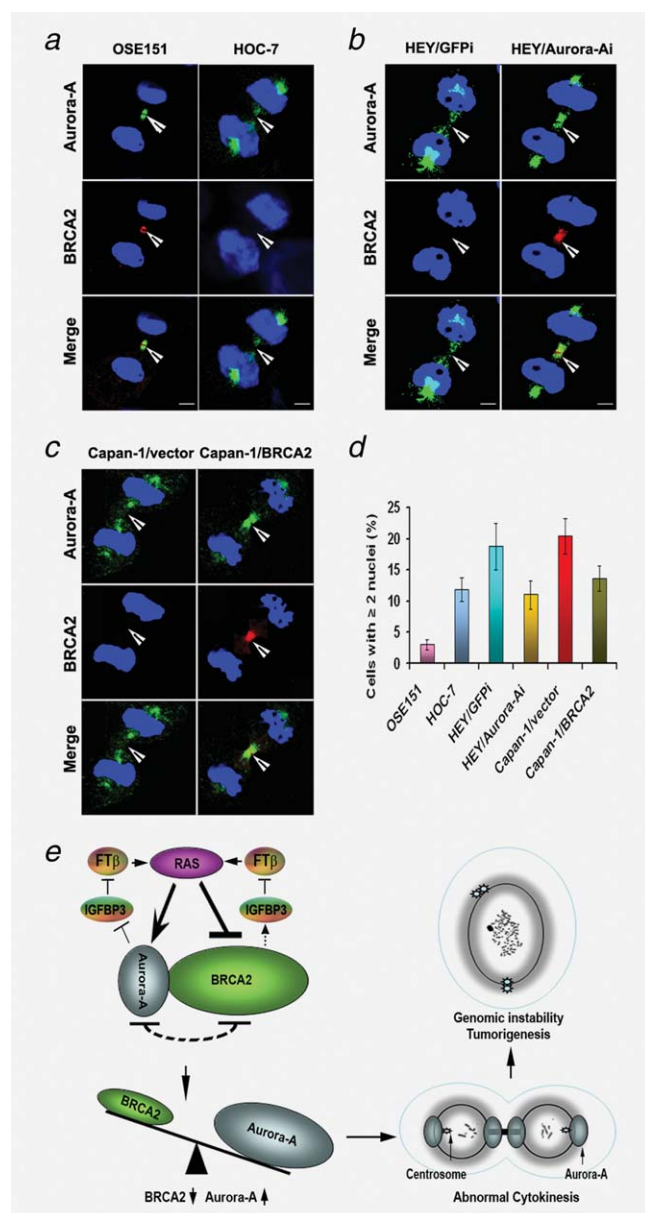 a
OSE151 HOC-7
Aurora-A
BRCA2
Merge
b
HEY/GFPi HEY/Aurora-Ai
Aurora-A
BRCA2
Merge
c
Capan-1/vector Capan-1/BRCA2
Aurora-A
BRCA2
Merge
d
Cells with ≥ 2 nuclei (%)
25
20
15
10
5
0
OSE151
HOC-7
HEY/GFPi
HEY/Aurora-Ai
Capan-1/vector
Capan-1/BRCA2
e
FTβ RAS FTβ
IGFBP3 IGFBP3
Aurora-A BRCA2
BRCA2 Aurora-A
BRCA2 Aurora-A
Genomic instability
Tumorigenesis
Centrosome Aurora-A
Abnormal Cytokinesis